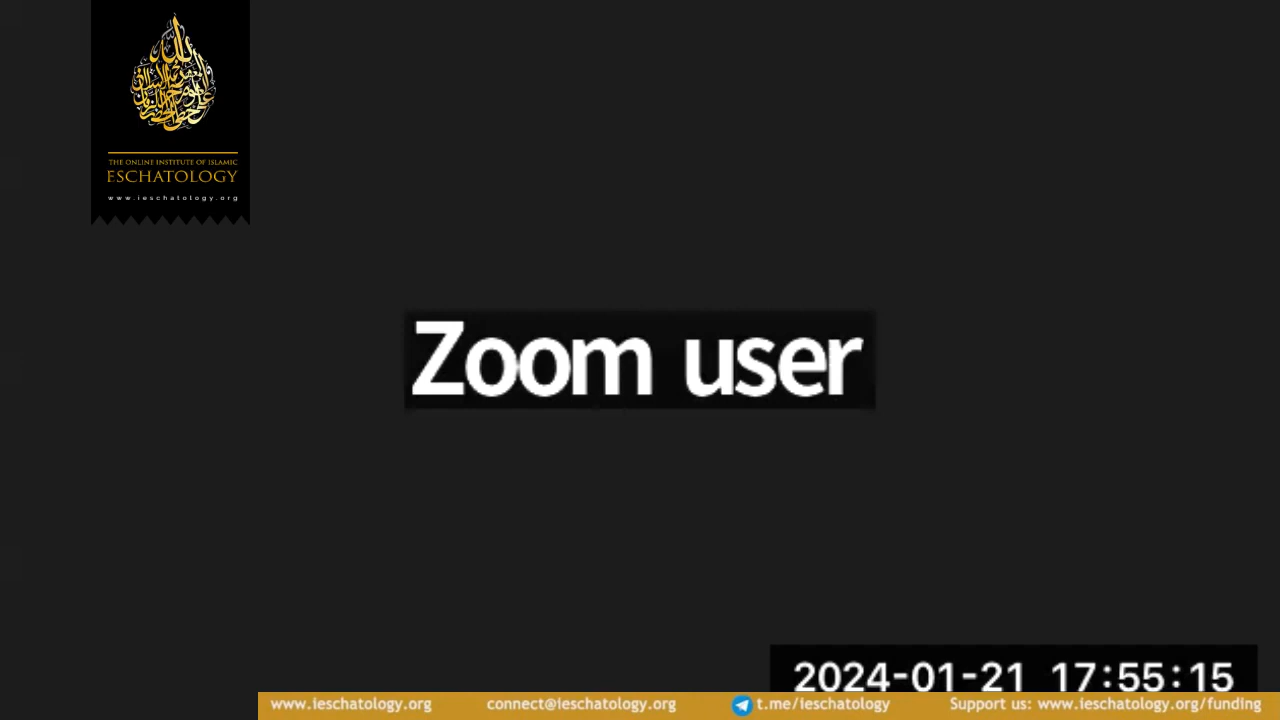 THE ONLINE INSTITUTE OF ISLAMIC
ESCHATOLOGY
www.ieschatology.org
Zoom user
2024-01-21 17:55:15
www.ieschatology.org connect@ieschatology.org t.me/ieschatology Support us: www.ieschatology.org/funding